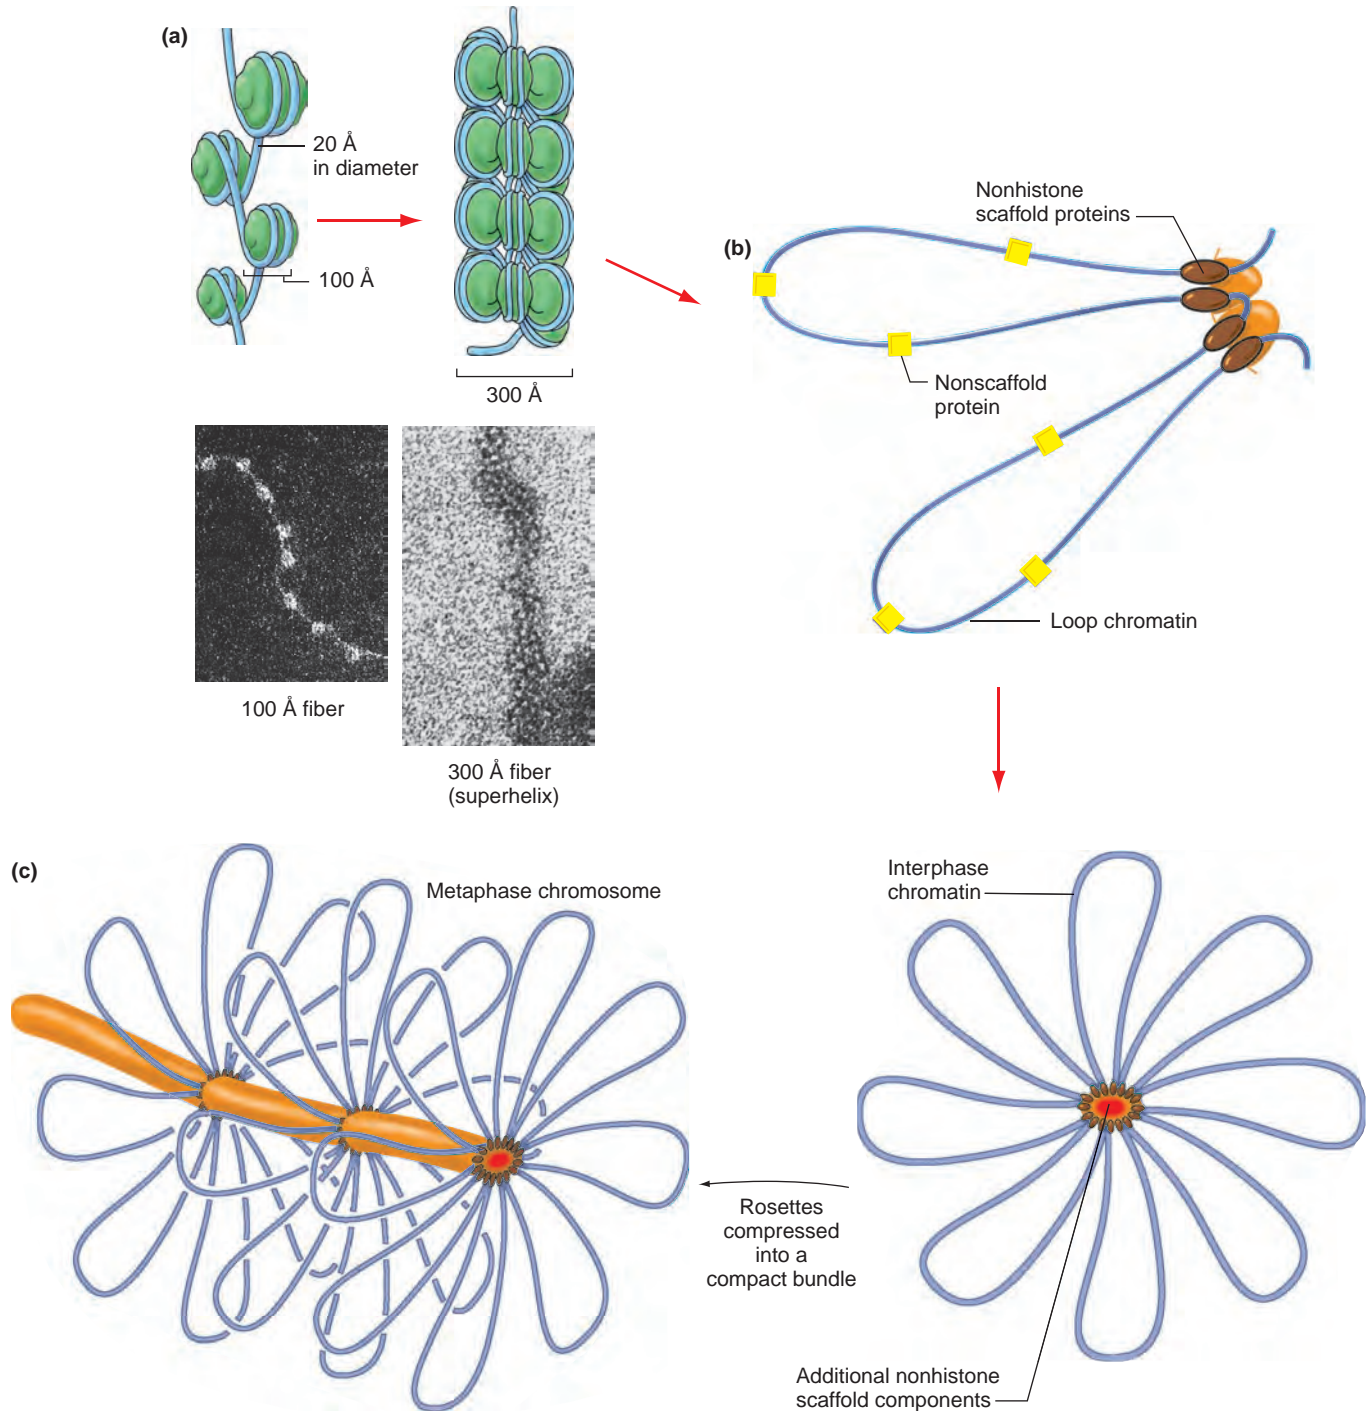 (a)
20 Å
in diameter
100 Å
300 Å
100 Å fiber
300 Å fiber
(superhelix)
(b)
Nonhistone
scaffold proteins
Nonscaffold
protein
Loop chromatin
(c)
Metaphase chromosome
Interphase
chromatin
Rosettes
compressed
into a
compact bundle
Additional nonhistone
scaffold components